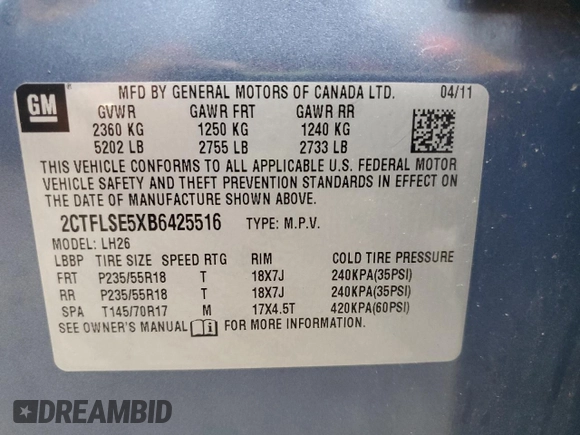 GM
MFD BY GENERAL MOTORS OF CANADA LTD. 04/11
GVWR GAWR FRT GAWR RR
2360 KG 1250 KG 1240 KG
5202 LB 2755 LB 2733 LB
THIS VEHICLE CONFORMS TO ALL APPLICABLE U.S. FEDERAL MOTOR
VEHICLE SAFETY AND THEFT PREVENTION STANDARDS IN EFFECT ON
THE DATE OF MANUFACTURE SHOWN ABOVE.
2CTFLSE5XB6425516 TYPE: M.P.V.
MODEL: LH26
LBBP TIRE SIZE SPEED RTG RIM COLD TIRE PRESSURE
FRT P235/55R18 T 18X7J 240KPA(35PSI)
RR P235/55R18 T 18X7J 240KPA(35PSI)
SPA T145/70R17 M 17X4.5T 420KPA(60PSI)
SEE OWNER'S MANUAL FOR MORE INFORMATION.
DREAMBID